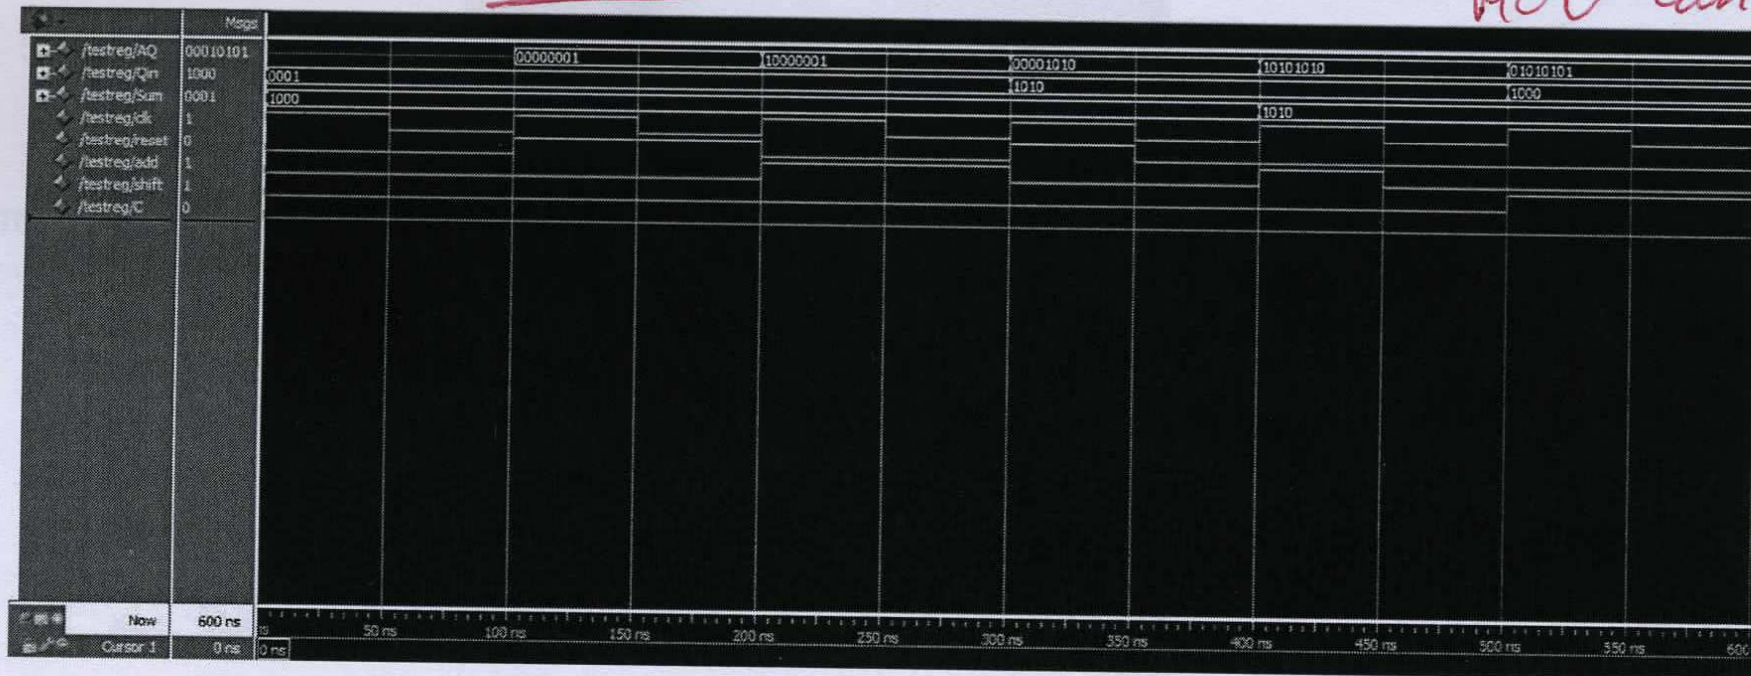 Msgs
/testreg/AQ 00010101 00000001 10000001 00001010 10101010 01010101
/testreg/Qin 1000 0001 1010 1000
/testreg/Sum 0001 1000 1010
/testreg/clk 1
/testreg/reset 0
/testreg/add 1
/testreg/shift 1
/testreg/C 0
Now 600 ns
50 ns 100 ns 150 ns 200 ns 250 ns 300 ns 350 ns 400 ns 450 ns 500 ns 550 ns 600
Cursor 1 0 ns 0 ns